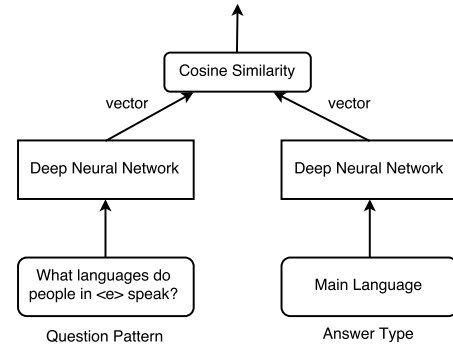 Cosine Similarity
vector
vector
Deep Neural Network
Deep Neural Network
What languages do
people in <e> speak?
Main Language
Question Pattern
Answer Type